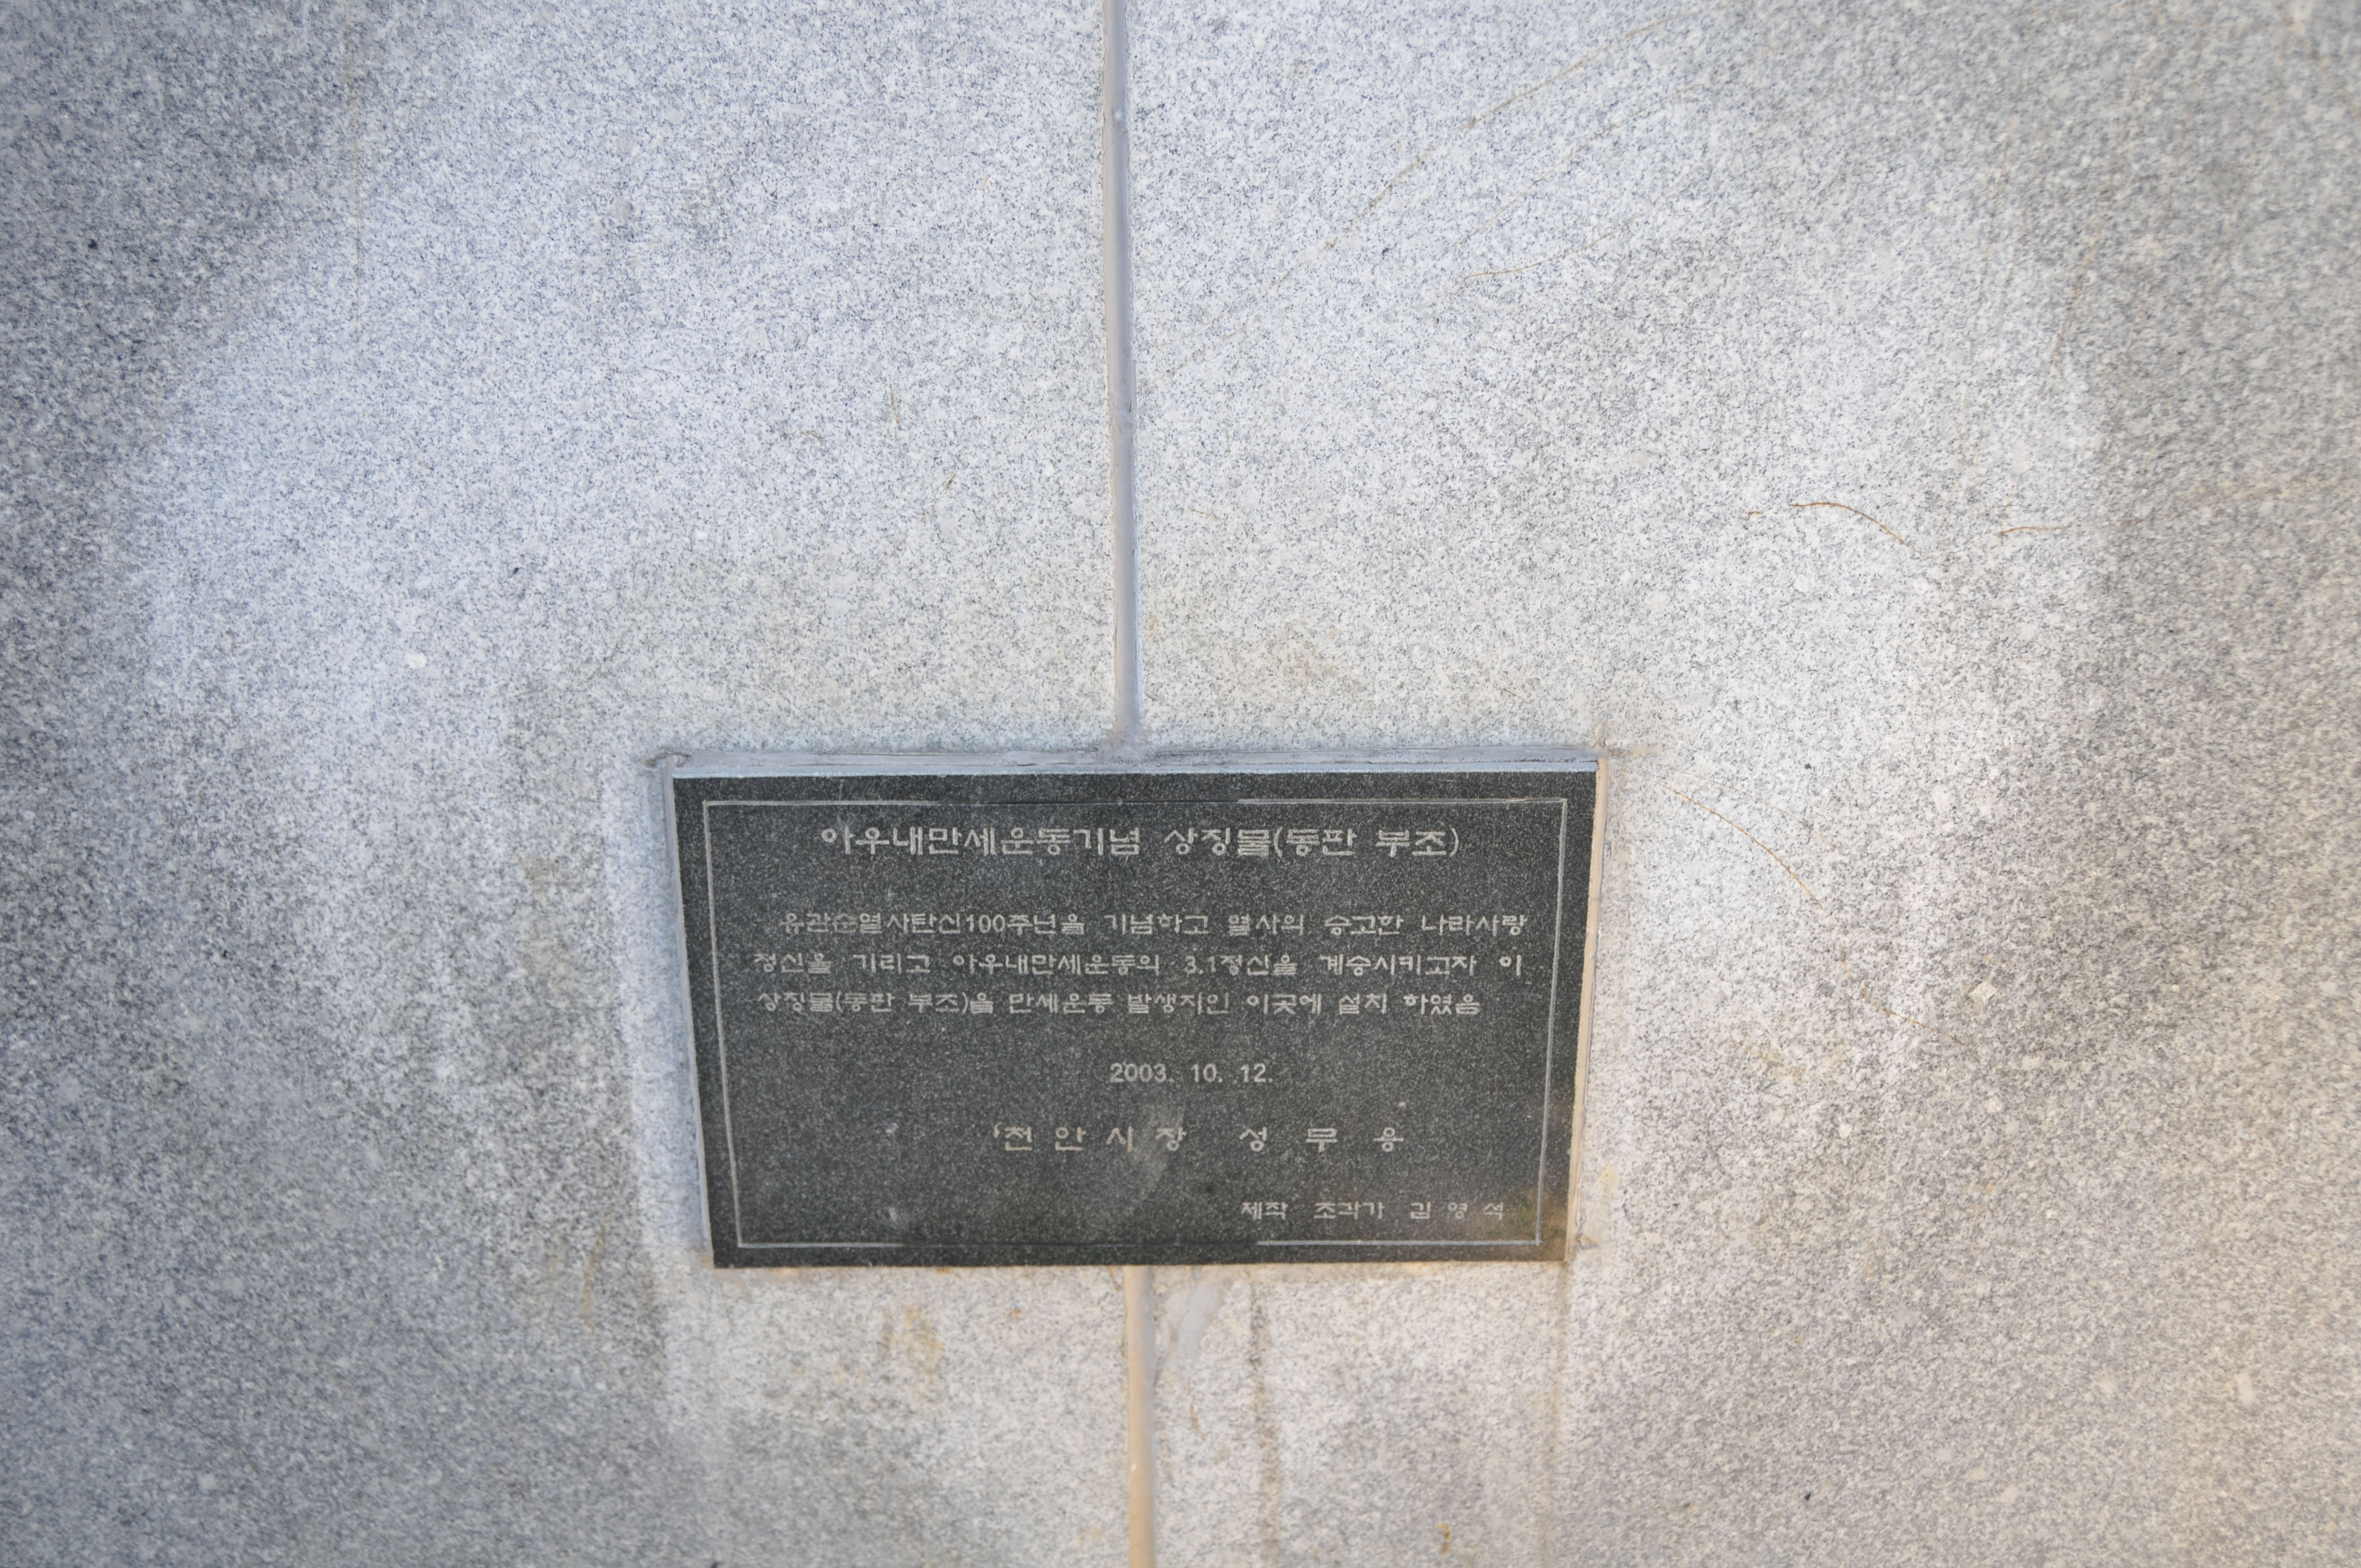 아우내만세운동기념 상징물(동판 부조)
유관순열사탄신100주년을 기념하고 열사의 숭고한 나라사랑
정신을 기리고 아우내만세운동의 3.1정신을 계승시키고자 이
상징물(동판 부조)을 만세운동 발생지인 이곳에 설치 하였음
2003. 10. 12.
천안시장 성무용
제작 조각가 김영석